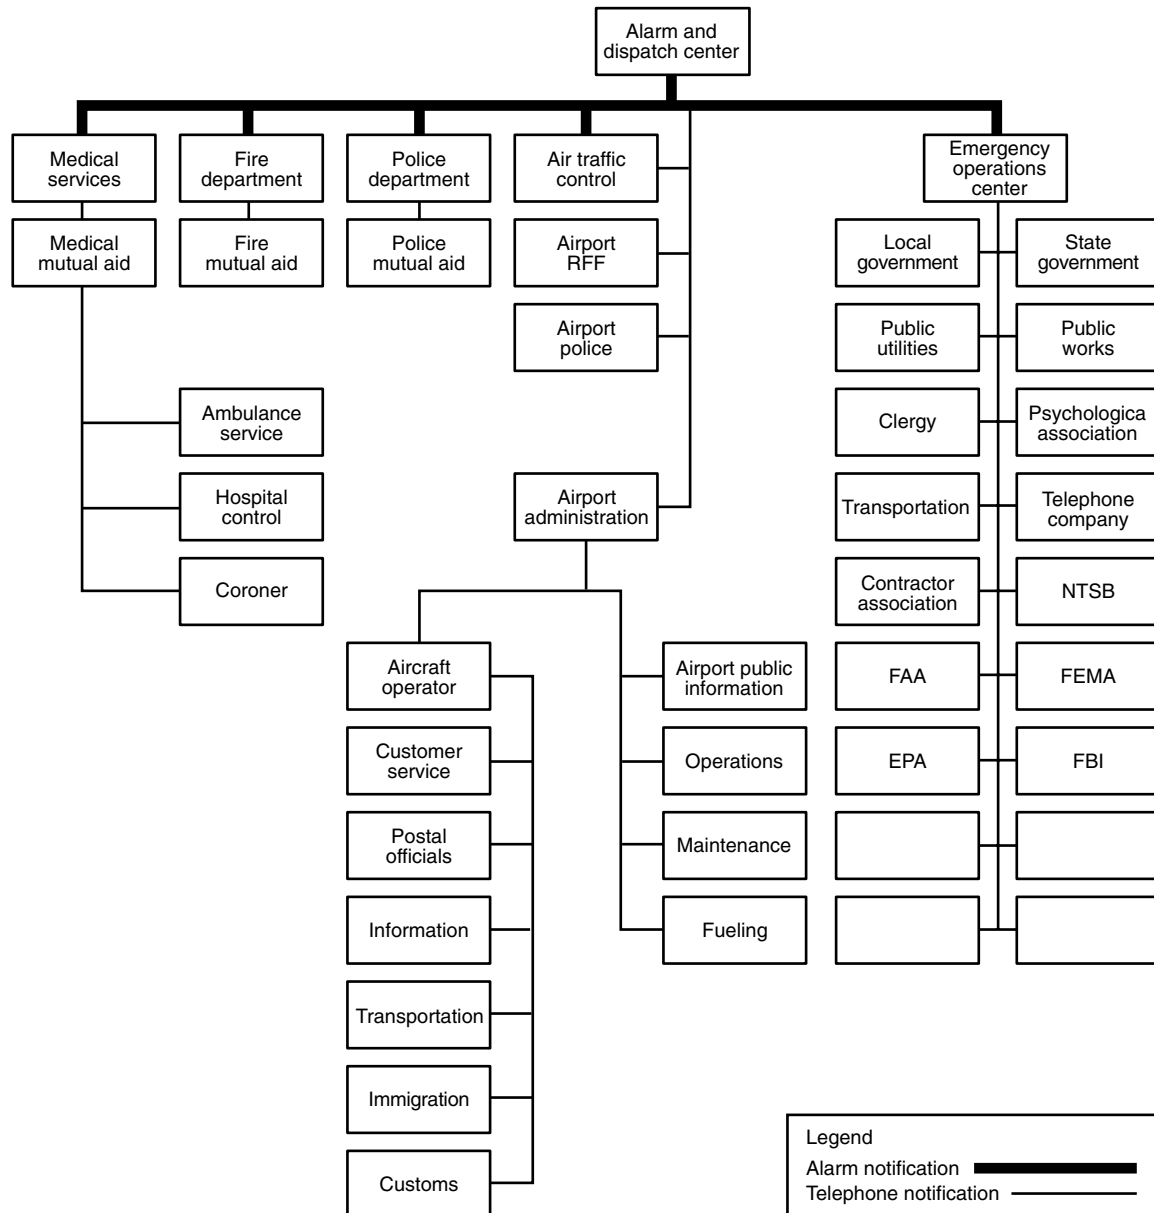 Alarm and
dispatch center
Medical
services
Fire
department
Police
department
Air traffic
control
Emergency
operations
center
Medical
mutual aid
Fire
mutual aid
Police
mutual aid
Airport
RFF
Local
government
State
government
Airport
police
Public
utilities
Public
works
Ambulance
service
Clergy
Psychologica
association
Hospital
control
Airport
administration
Transportation
Telephone
company
Coroner
Contractor
association
NTSB
Aircraft
operator
Airport public
information
FAA
FEMA
Customer
service
Operations
EPA
FBI
Postal
officials
Maintenance
Information
Fueling
Transportation
Immigration
Customs
Legend
Alarm notification
Telephone notification